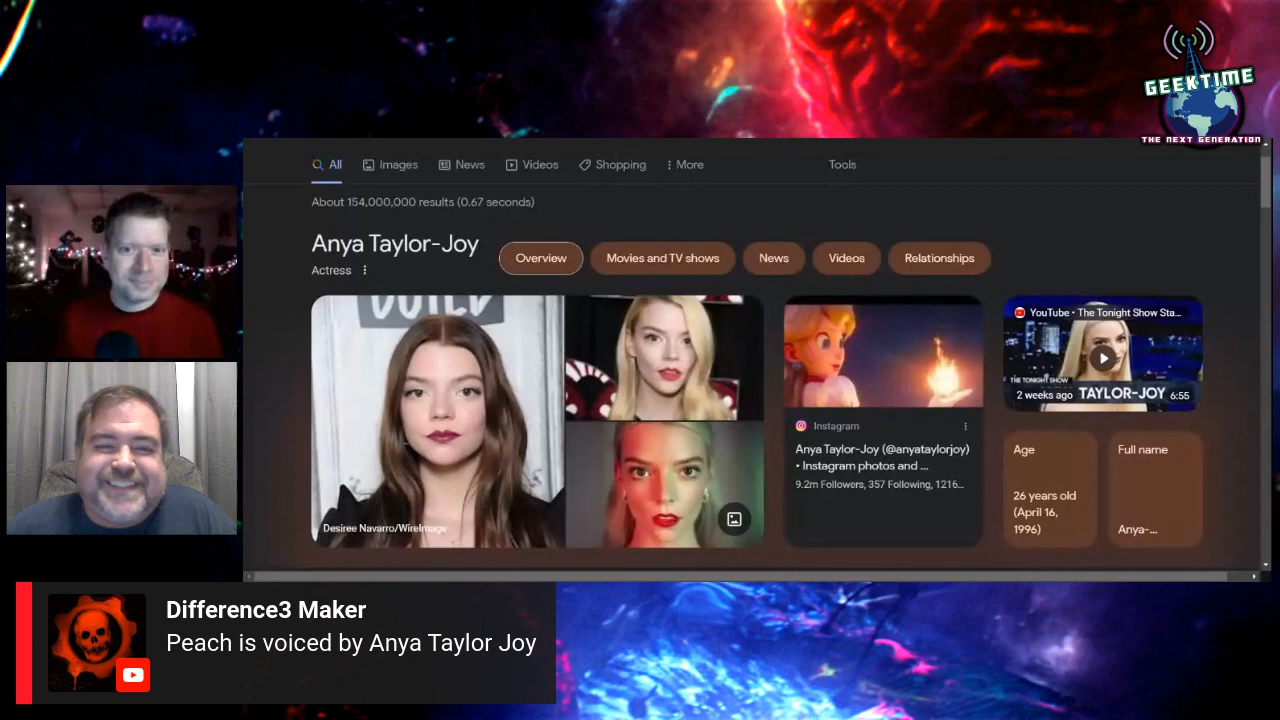 GEEKTIME
THE NEXT GENERATION
All
Images
News
Videos
Shopping
More
Tools
About 154,000,000 results (0.67 seconds)
Anya Taylor-Joy
Actress
Overview
Movies and TV shows
News
Videos
Relationships
GUILD
Desiree Navarro/WireImage
Instagram
Anya Taylor-Joy (@anyataylorjoy)
• Instagram photos and ...
9.2m Followers, 357 Following, 1216...
YouTube • The Tonight Show Sta...
THE TONIGHT SHOW
2 weeks ago
TAYLOR-JOY
6:55
Age
26 years old
(April 16,
1996)
Full name
Anya-...
Difference3 Maker
Peach is voiced by Anya Taylor Joy